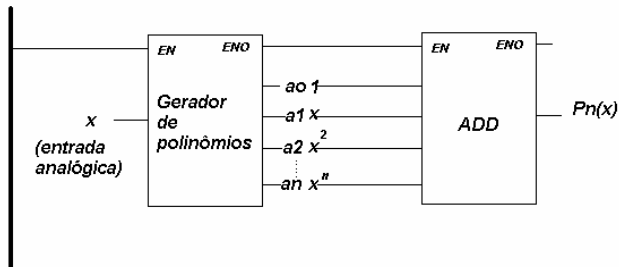 EN ENO
Gerador
de
polinômios
x
(entrada
analógica)
ao 1
a1 x
a2 x²
an xⁿ
EN ENO
ADD
Pn(x)